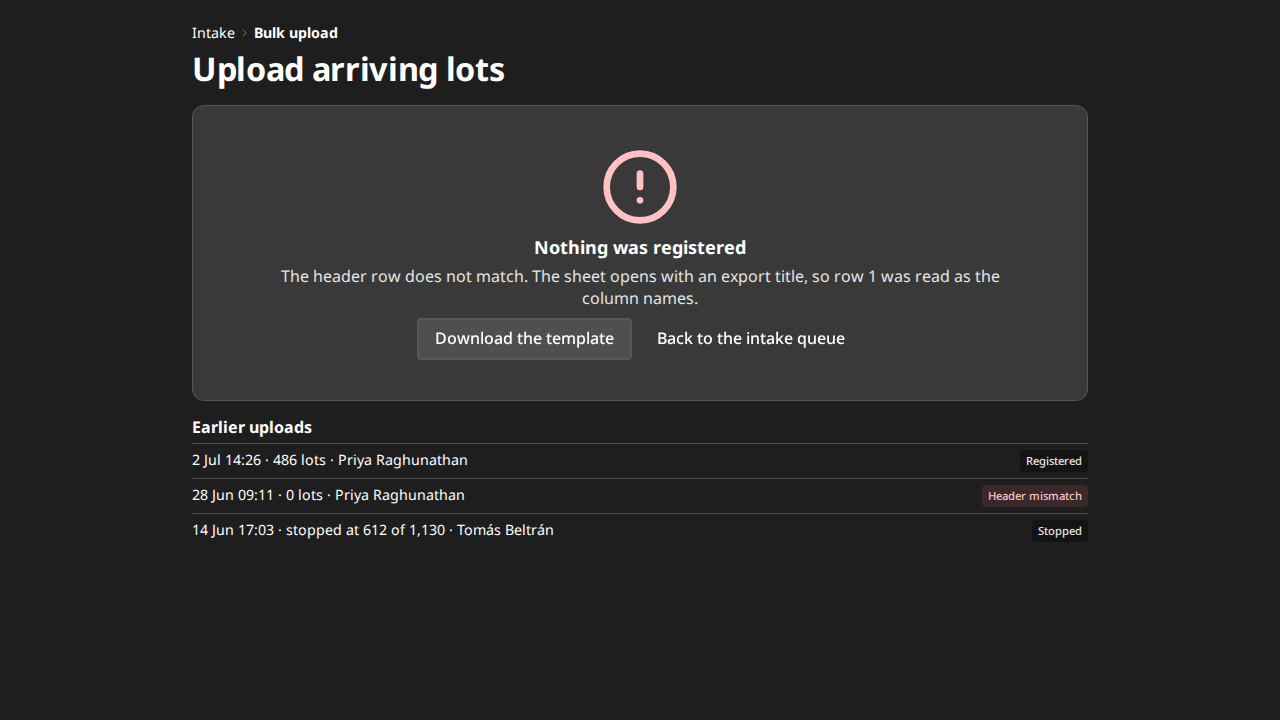 Intake › Bulk upload
Upload arriving lots
Nothing was registered
The header row does not match. The sheet opens with an export title, so row 1 was read as the
column names.
Download the template
Back to the intake queue
Earlier uploads
2 Jul 14:26 · 486 lots · Priya Raghunathan
Registered
28 Jun 09:11 · 0 lots · Priya Raghunathan
Header mismatch
14 Jun 17:03 · stopped at 612 of 1,130 · Tomás Beltrán
Stopped